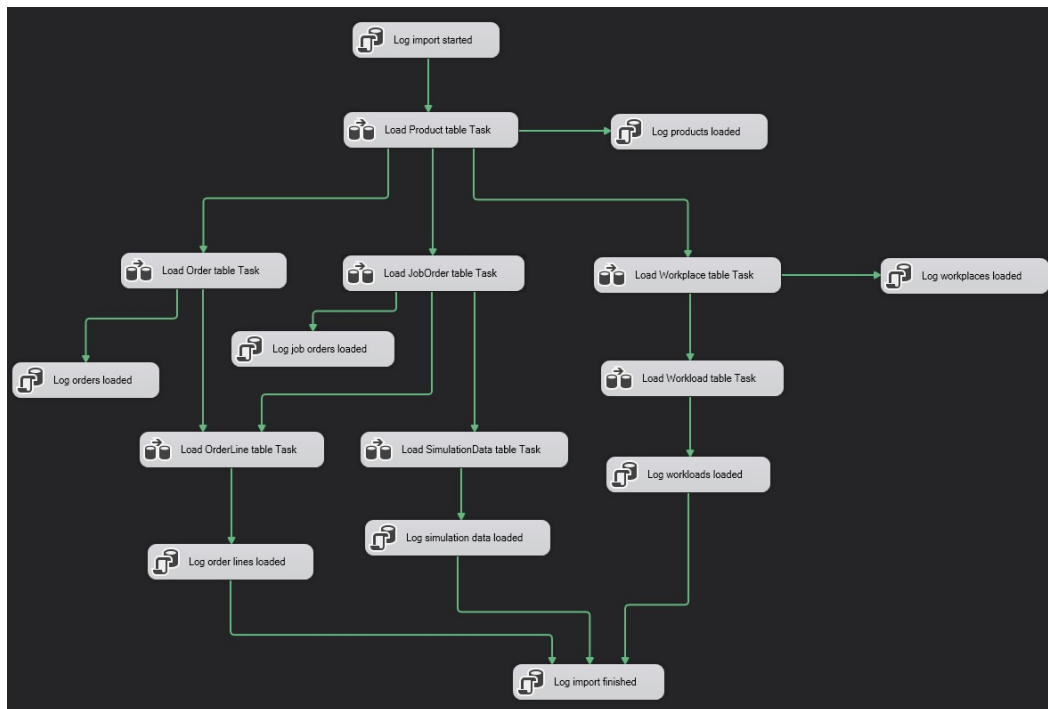 Log import started
Load Product table Task
Log products loaded
Load Order table Task
Load JobOrder table Task
Load Workplace table Task
Log workplaces loaded
Log job orders loaded
Log orders loaded
Load Workload table Task
Load OrderLine table Task
Load SimulationData table Task
Log workloads loaded
Log simulation data loaded
Log order lines loaded
Log import finished